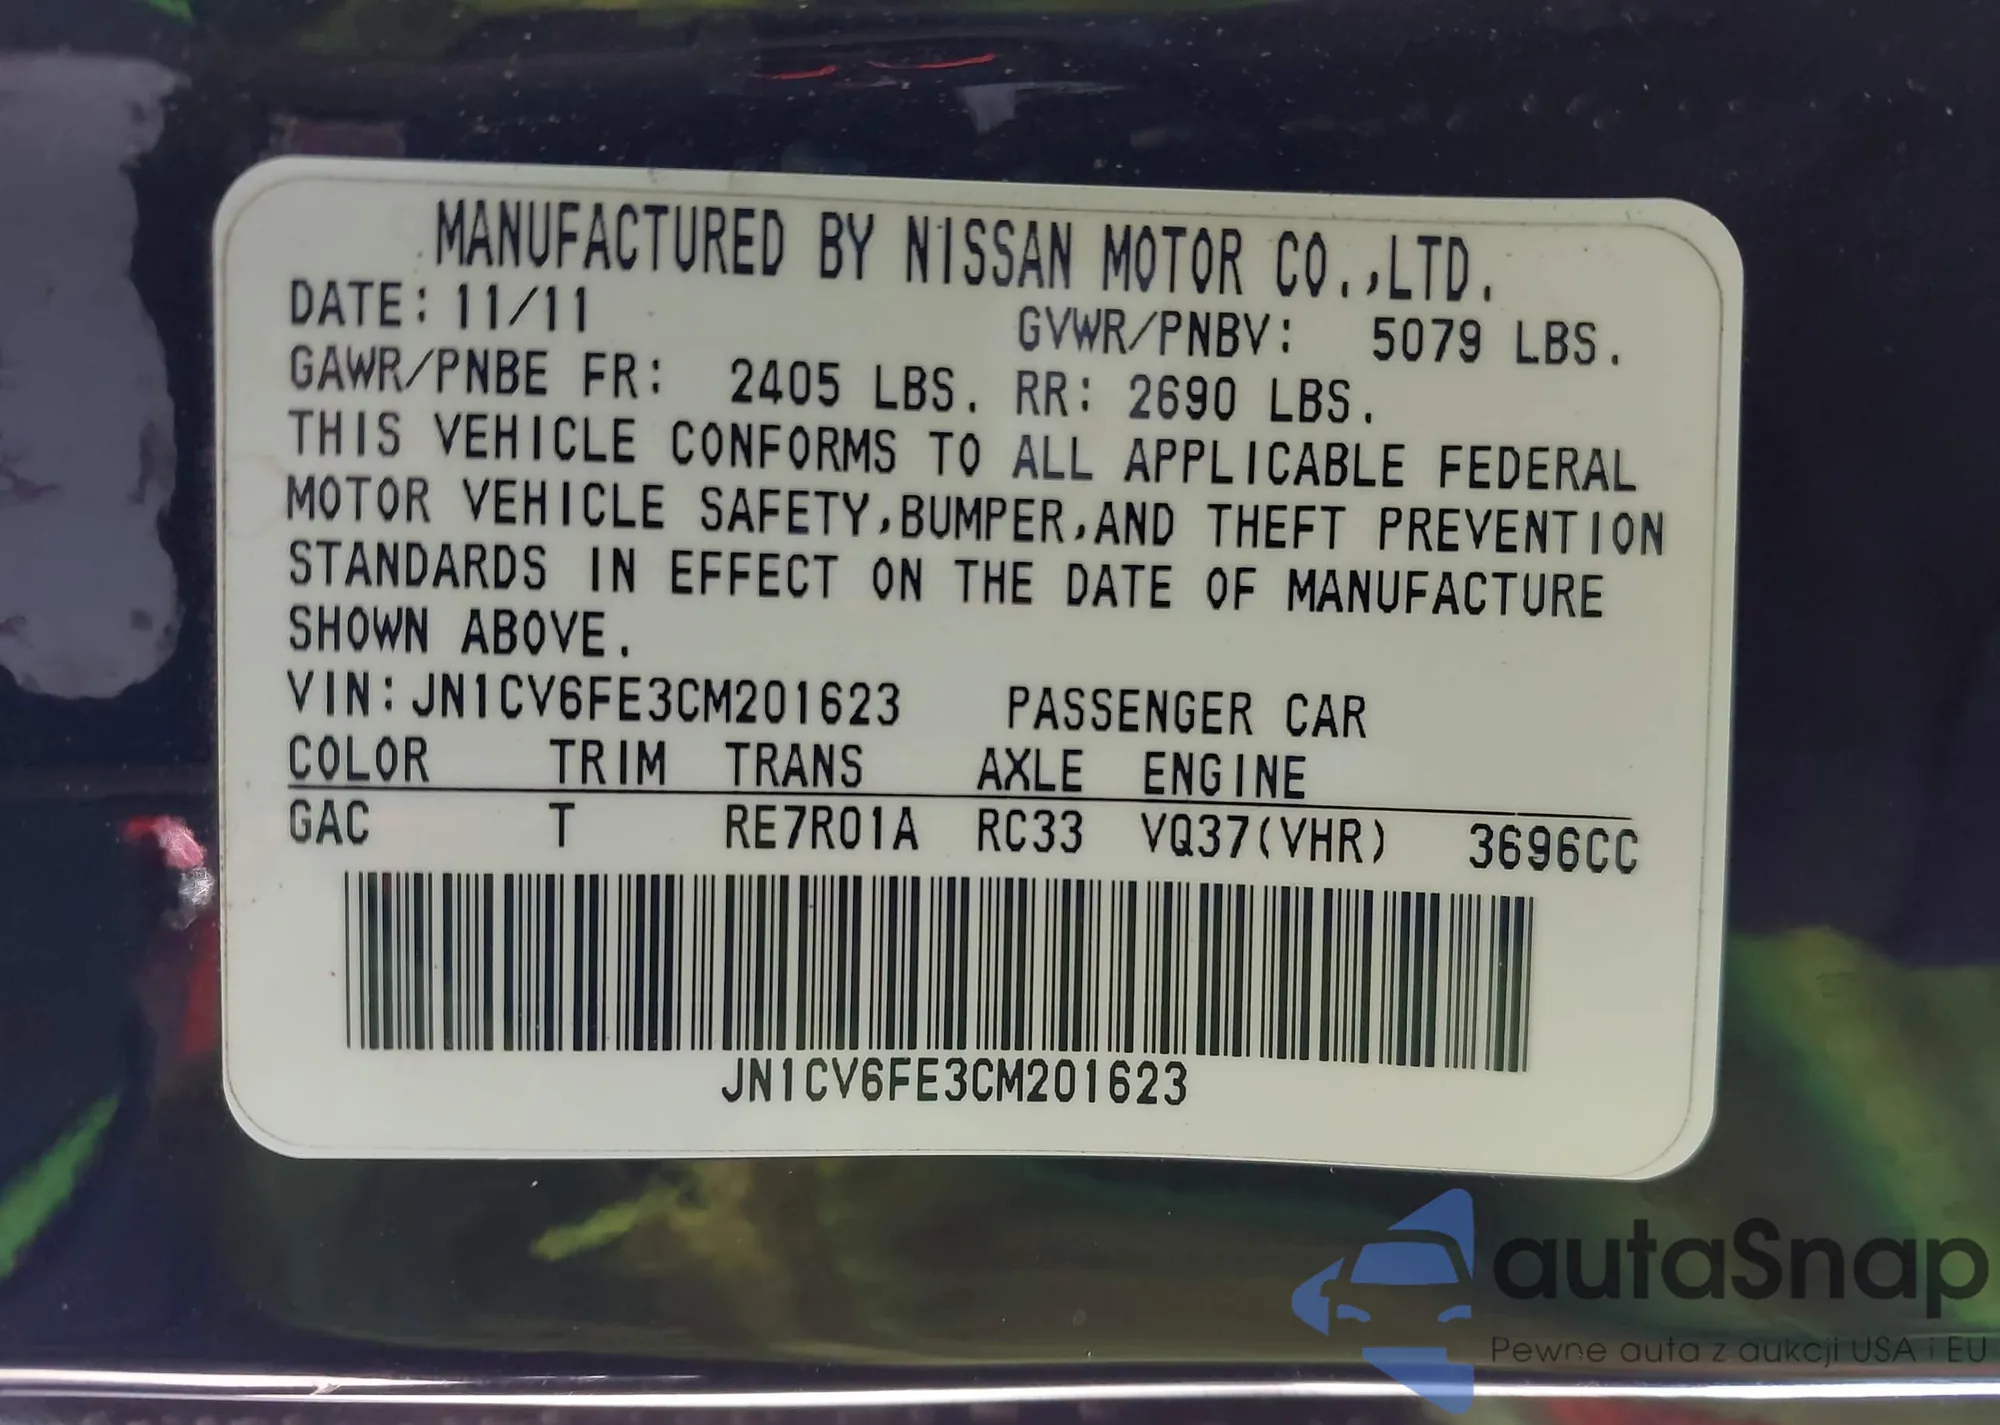 MANUFACTURED BY NISSAN MOTOR CO.,LTD.
DATE: 11/11 GVWR/PNBV: 5079 LBS.
GAWR/PNBE FR: 2405 LBS. RR: 2690 LBS.
THIS VEHICLE CONFORMS TO ALL APPLICABLE FEDERAL
MOTOR VEHICLE SAFETY,BUMPER,AND THEFT PREVENTION
STANDARDS IN EFFECT ON THE DATE OF MANUFACTURE
SHOWN ABOVE.
VIN:JN1CV6FE3CM201623 PASSENGER CAR
COLOR TRIM TRANS AXLE ENGINE
GAC T RE7R01A RC33 VQ37(VHR) 3696CC
JN1CV6FE3CM201623
autaSnap
Pewne auta z aukcji USA i EU